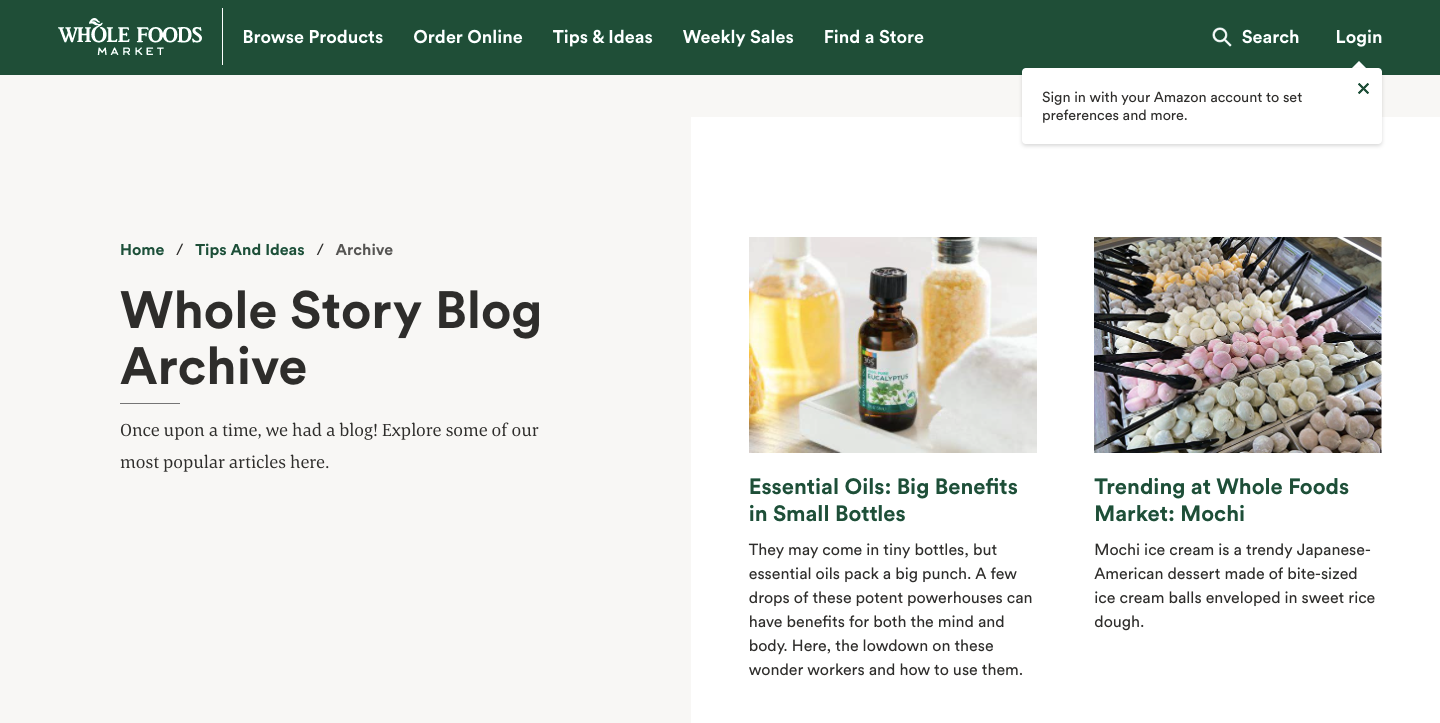 WHOLE FOODS
MARKET
Browse Products
Order Online
Tips & Ideas
Weekly Sales
Find a Store
Search
Login
Sign in with your Amazon account to set
preferences and more.
Home / Tips And Ideas / Archive
Whole Story Blog
Archive
Once upon a time, we had a blog! Explore some of our
most popular articles here.
EUCALYPTUS
Essential Oils: Big Benefits
in Small Bottles
They may come in tiny bottles, but
essential oils pack a big punch. A few
drops of these potent powerhouses can
have benefits for both the mind and
body. Here, the lowdown on these
wonder workers and how to use them.
Trending at Whole Foods
Market: Mochi
Mochi ice cream is a trendy Japanese-
American dessert made of bite-sized
ice cream balls enveloped in sweet rice
dough.